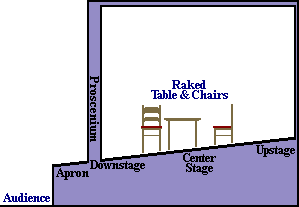 Proscenium
Raked
Table & Chairs
Upstage
Center
Stage
Downstage
Apron
Audience